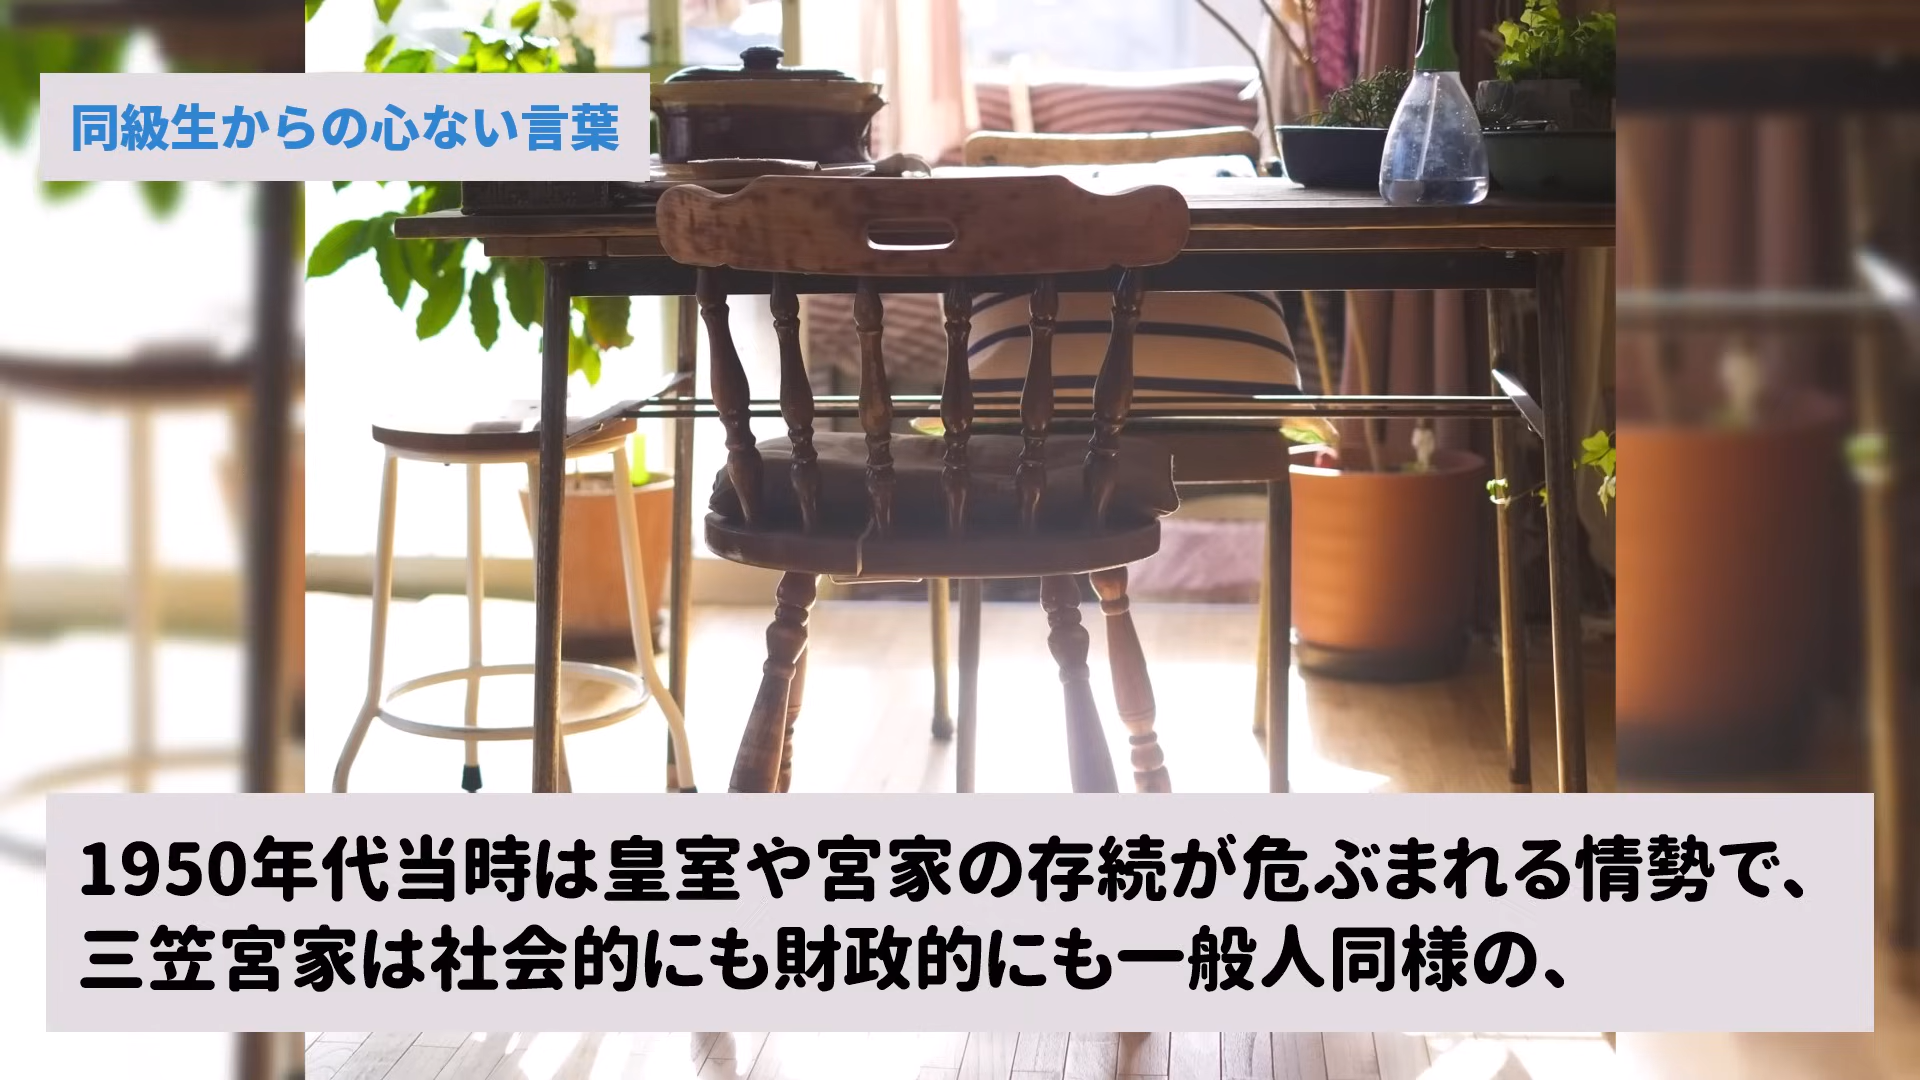 同級生からの心ない言葉
1950年代当時は皇室や宮家の存続が危ぶまれる情勢で、
三笠宮家は社会的にも財政的にも一般人同様の、